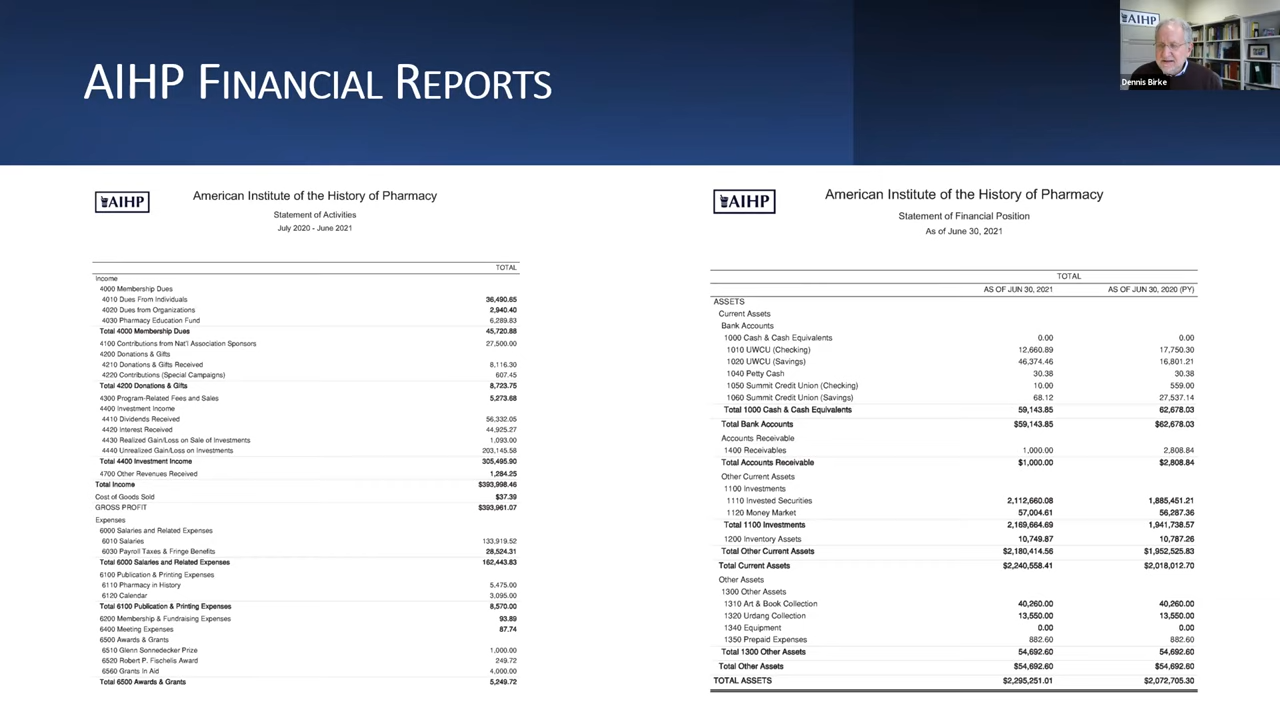 AIHP FINANCIAL REPORTS
AIHP
Dennis Birke
AIHP
American Institute of the History of Pharmacy
Statement of Activities
July 2020 - June 2021
TOTAL
Income
4000 Membership Dues
4010 Dues From Individuals 36,490.65
4020 Dues from Organizations 2,940.40
4030 Pharmacy Education Fund 6,289.83
Total 4000 Membership Dues 45,720.88
4100 Contributions from Nat'l Association Sponsors 27,500.00
4200 Donations & Gifts
4210 Donations & Gifts Received 8,116.30
4220 Contributions (Special Campaigns) 607.45
Total 4200 Donations & Gifts 8,723.75
4300 Program-Related Fees and Sales 5,273.68
4400 Investment Income
4410 Dividends Received 56,332.05
4420 Interest Received 44,925.27
4430 Realized Gain/Loss on Sale of Investments 1,093.00
4440 Unrealized Gain/Loss on Investments 203,145.58
Total 4400 Investment Income 305,495.90
4700 Other Revenues Received 1,284.25
Total Income $393,998.46
Cost of Goods Sold $37.39
GROSS PROFIT $393,961.07
Expenses
6000 Salaries and Related Expenses
6010 Salaries 133,919.52
6030 Payroll Taxes & Fringe Benefits 28,524.31
Total 6000 Salaries and Related Expenses 162,443.83
6100 Publication & Printing Expenses
6110 Pharmacy in History 5,475.00
6120 Calendar 3,095.00
Total 6100 Publication & Printing Expenses 8,570.00
6200 Membership & Fundraising Expenses 93.89
6400 Meeting Expenses 87.74
6500 Awards & Grants
6510 Glenn Sonnedecker Prize 1,000.00
6520 Robert P. Fischelis Award 249.72
6560 Grants In Aid 4,000.00
Total 6500 Awards & Grants 5,249.72
AIHP
American Institute of the History of Pharmacy
Statement of Financial Position
As of June 30, 2021
TOTAL
AS OF JUN 30, 2021 AS OF JUN 30, 2020 (PY)
ASSETS
Current Assets
Bank Accounts
1000 Cash & Cash Equivalents 0.00 0.00
1010 UWCU (Checking) 12,660.89 17,750.30
1020 UWCU (Savings) 46,374.46 16,801.21
1040 Petty Cash 30.38 30.38
1050 Summit Credit Union (Checking) 10.00 559.00
1060 Summit Credit Union (Savings) 68.12 27,537.14
Total 1000 Cash & Cash Equivalents 59,143.85 62,678.03
Total Bank Accounts $59,143.85 $62,678.03
Accounts Receivable
1400 Receivables 1,000.00 2,808.84
Total Accounts Receivable $1,000.00 $2,808.84
Other Current Assets
1100 Investments
1110 Invested Securities 2,112,660.08 1,885,451.21
1120 Money Market 57,004.61 56,287.36
Total 1100 Investments 2,169,664.69 1,941,738.57
1200 Inventory Assets 10,749.87 10,787.26
Total Other Current Assets $2,180,414.56 $1,952,525.83
Total Current Assets $2,240,558.41 $2,018,012.70
Other Assets
1300 Other Assets
1310 Art & Book Collection 40,260.00 40,260.00
1320 Urdang Collection 13,550.00 13,550.00
1340 Equipment 0.00 0.00
1350 Prepaid Expenses 882.60 882.60
Total 1300 Other Assets 54,692.60 54,692.60
Total Other Assets $54,692.60 $54,692.60
TOTAL ASSETS $2,295,251.01 $2,072,705.30